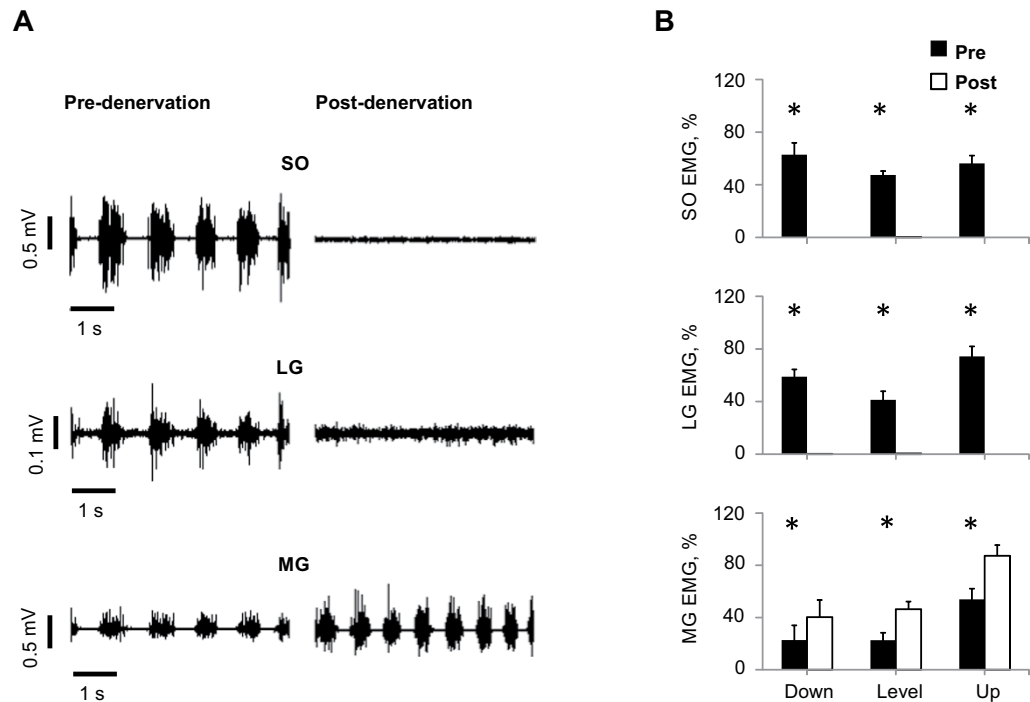 A
Pre-denervation Post-denervation
SO
0.5 mV
1 s
LG
0.1 mV
1 s
MG
0.5 mV
1 s
B
Pre
Post
120
80
40
0
SO EMG, %
* * *
120
80
40
0
LG EMG, %
* * *
120
80
40
0
MG EMG, %
* * *
Down Level Up